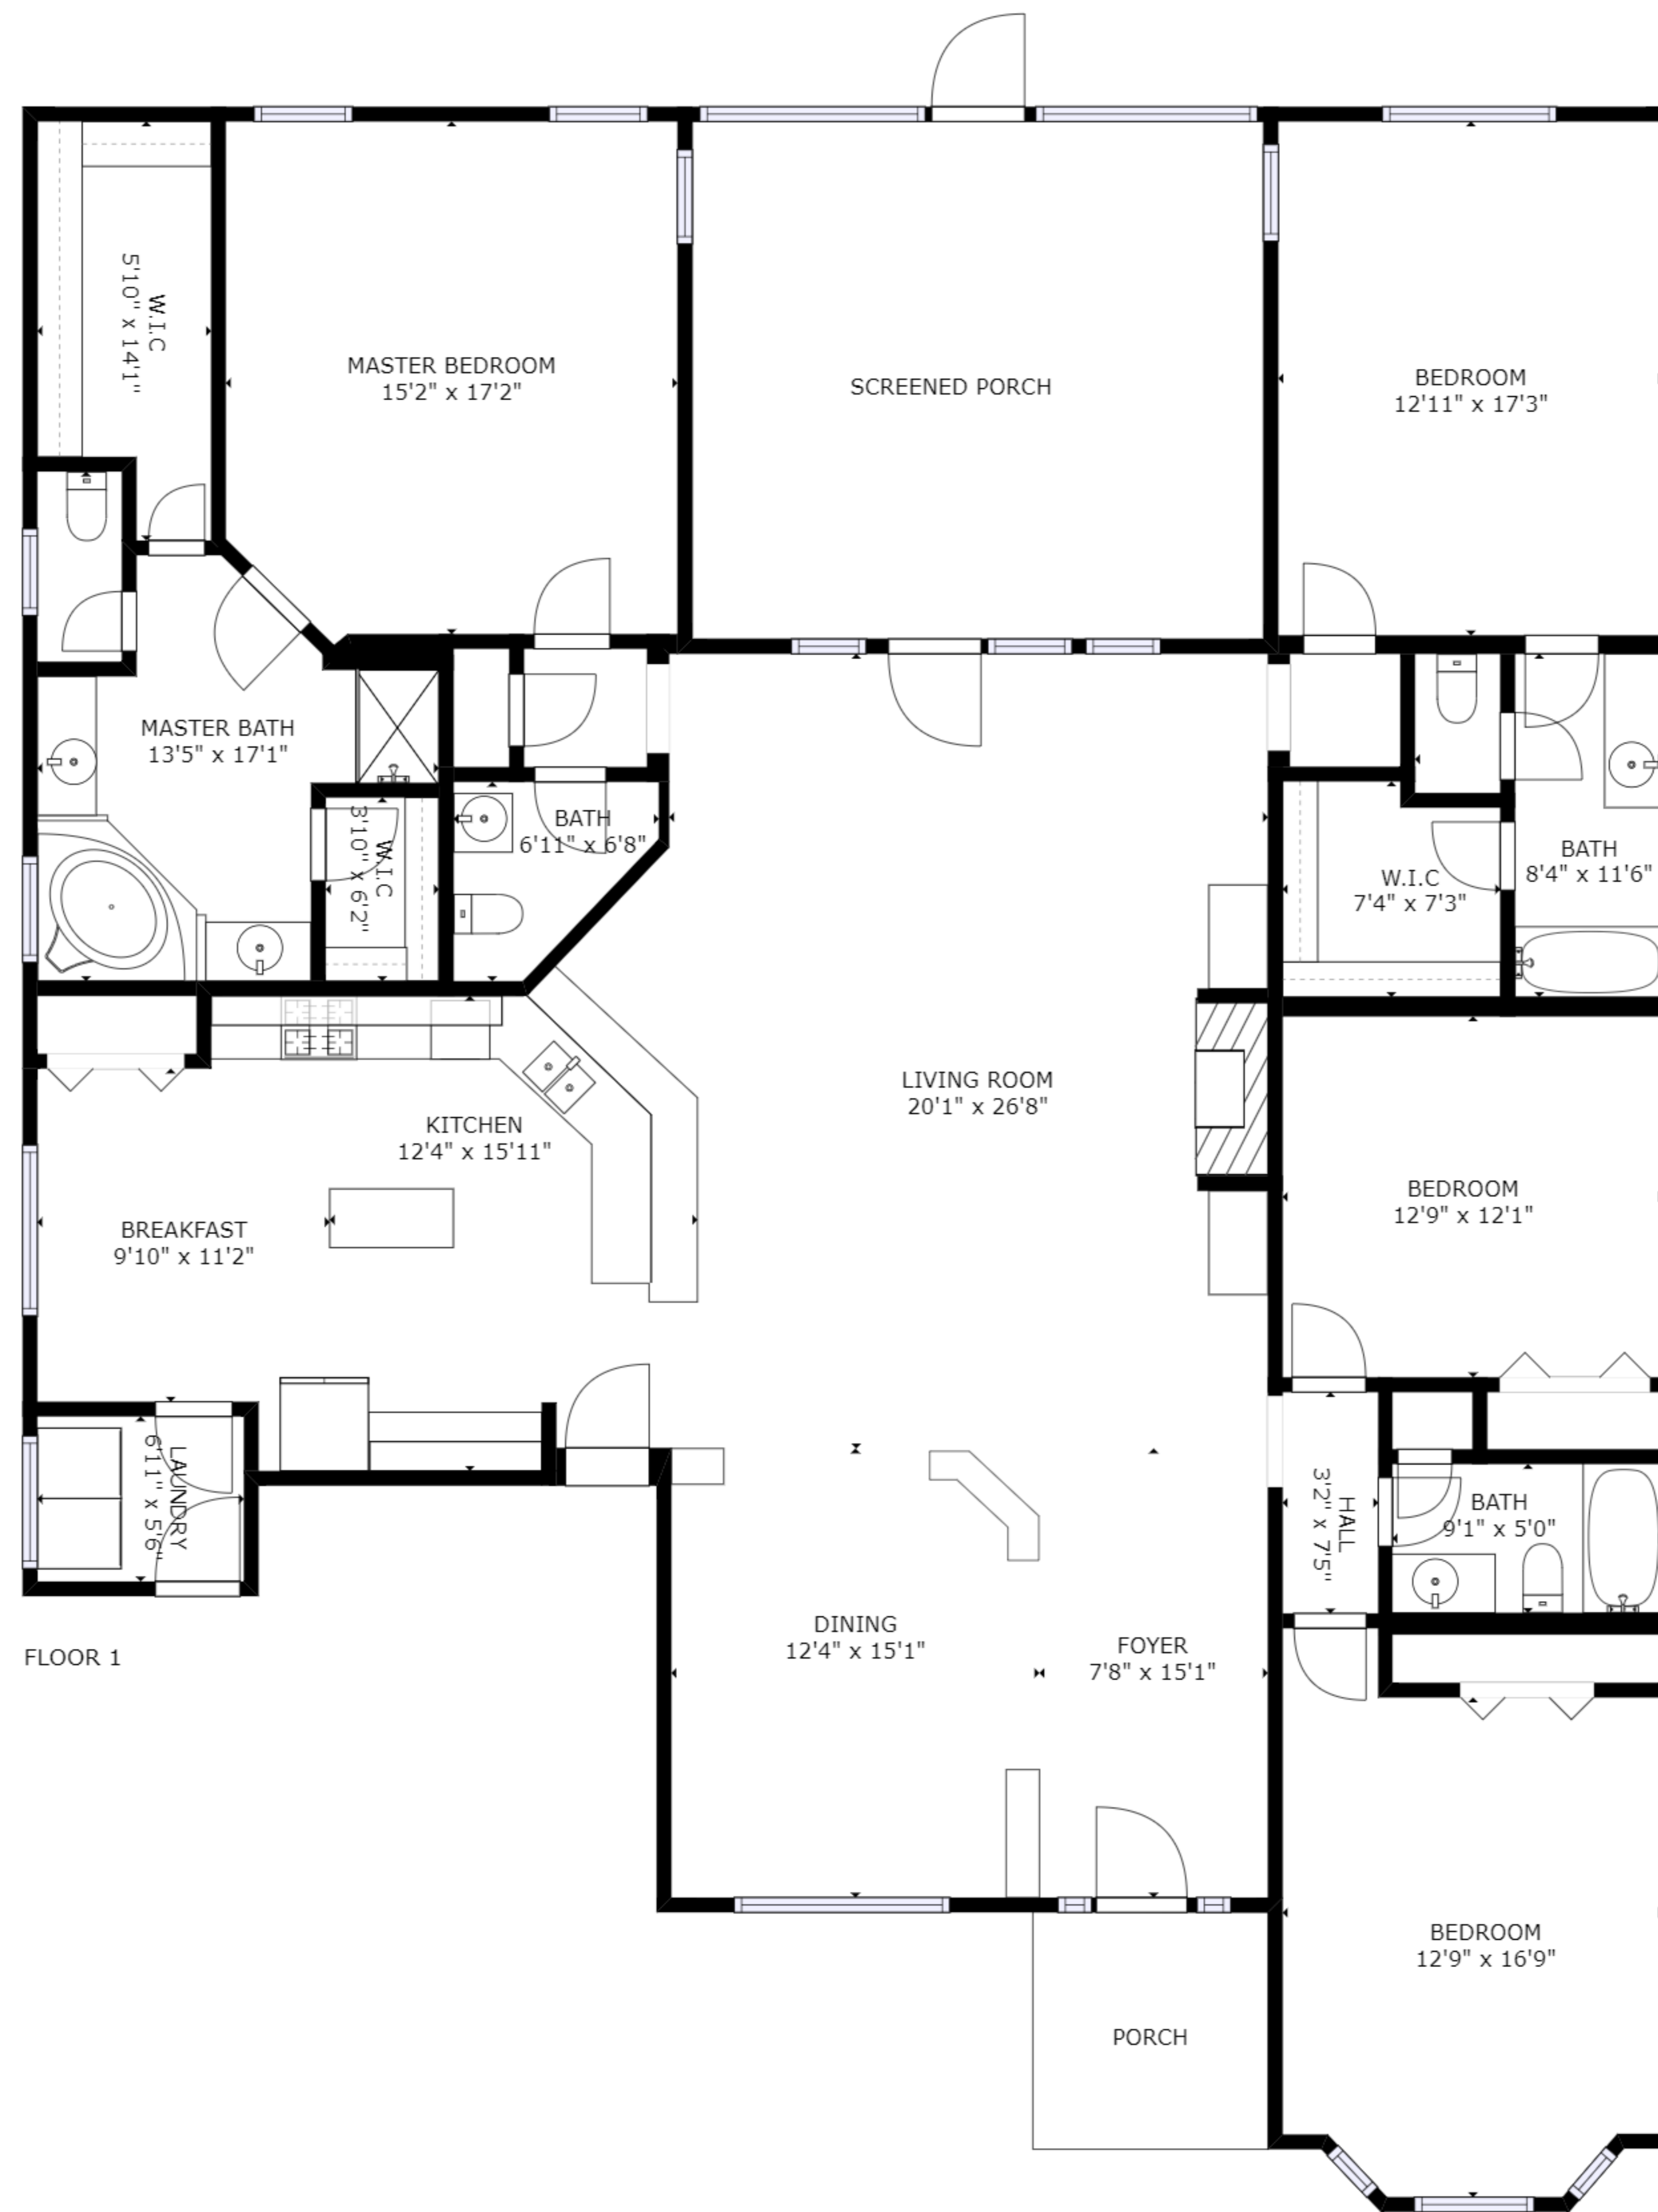 W.I.C
5'10" x 14'1"
MASTER BEDROOM
15'2" x 17'2"
SCREENED PORCH
BEDROOM
12'11" x 17'3"
MASTER BATH
13'5" x 17'1"
W.I.C
3'10" x 6'2"
BATH
6'11" x 6'8"
W.I.C
7'4" x 7'3"
BATH
8'4" x 11'6"
KITCHEN
12'4" x 15'11"
LIVING ROOM
20'1" x 26'8"
BREAKFAST
9'10" x 11'2"
BEDROOM
12'9" x 12'1"
LAUNDRY
6'11" x 5'6"
HALL
3'2" x 7'5"
BATH
9'1" x 5'0"
FLOOR 1
DINING
12'4" x 15'1"
FOYER
7'8" x 15'1"
BEDROOM
12'9" x 16'9"
PORCH